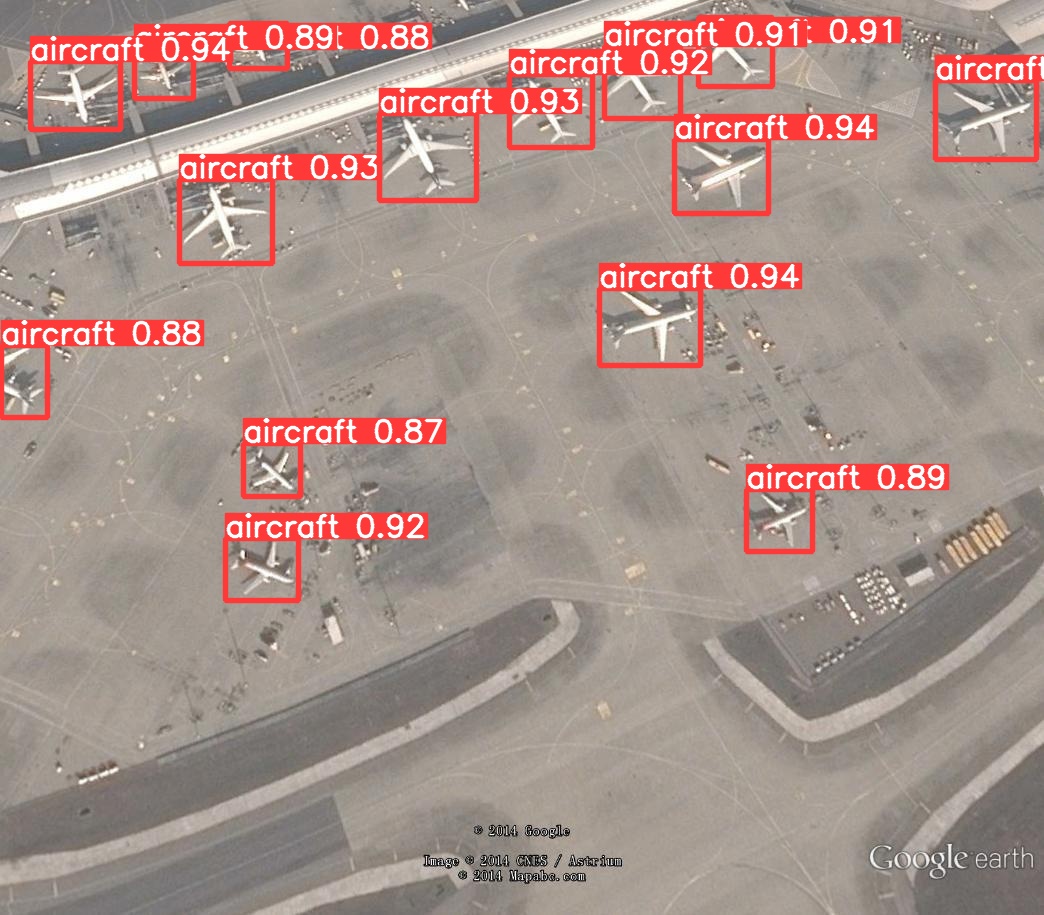 aircraft 0.89
0.88
aircraft 0.94
aircraft 0.91
0.91
aircraft 0.92
aircraft
aircraft 0.93
aircraft 0.94
aircraft 0.93
aircraft 0.94
aircraft 0.88
aircraft 0.87
aircraft 0.89
aircraft 0.92
© 2014 Google
Image © 2014 CNES / Astrium
© 2014 Mapabc.com
Google earth